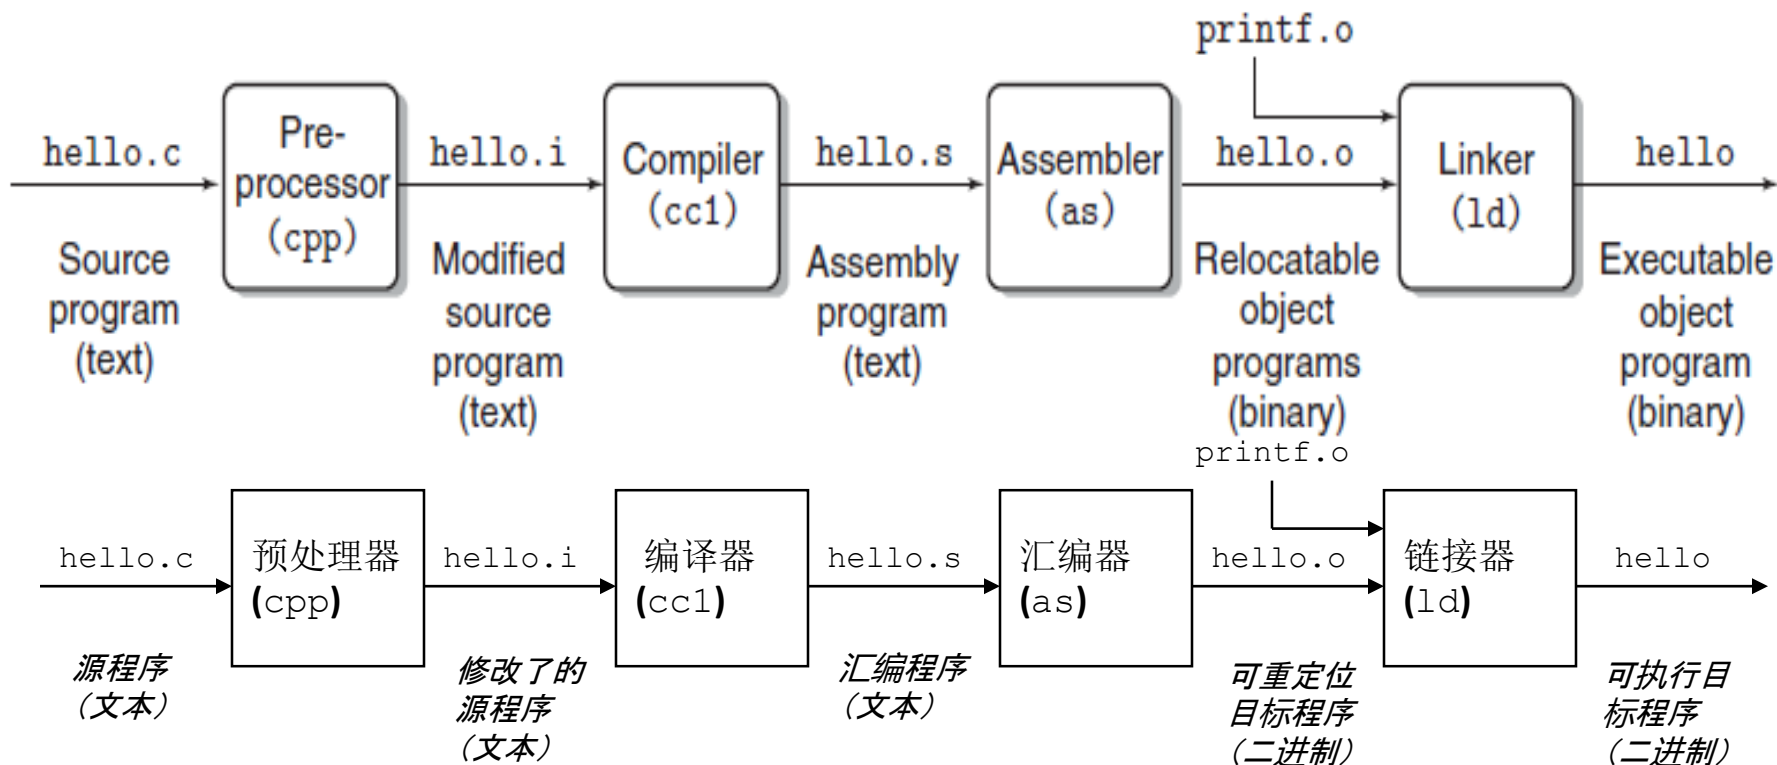 printf.o
hello.c
Pre-
processor
(cpp)
hello.i
Compiler
(cc1)
hello.s
Assembler
(as)
hello.o
Linker
(ld)
hello
Source
program
(text)
Modified
source
program
(text)
Assembly
program
(text)
Relocatable
object
programs
(binary)
Executable
object
program
(binary)
printf.o
hello.c
预处理器
(cpp)
hello.i
编译器
(cc1)
hello.s
汇编器
(as)
hello.o
链接器
(ld)
hello
源程序
（文本）
修改了的
源程序
（文本）
汇编程序
（文本）
可重定位
目标程序
（二进制）
可执行目
标程序
（二进制）